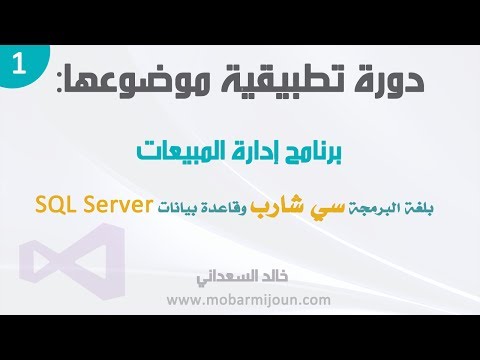 1
دورة تطبيقية موضوعها:
برنامج إدارة المبيعات
بلغة البرمجة سي شارب وقاعدة بيانات SQL Server
خالد السعداني
www.mobarmijoun.com